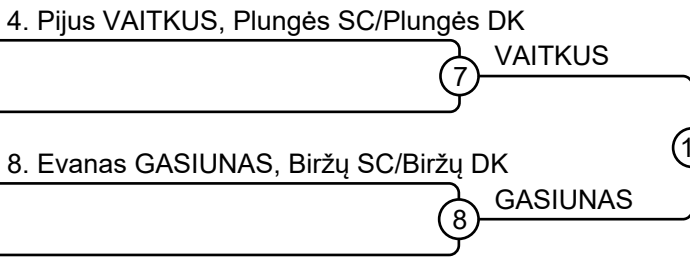 4. Pijus VAITKUS, Plungės SC/Plungės DK
VAITKUS
7
8. Evanas GASIUNAS, Biržų SC/Biržų DK
GASIUNAS
8